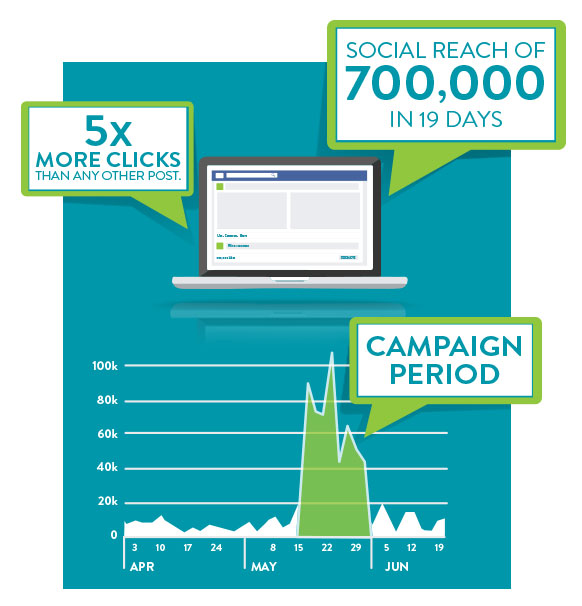 SOCIAL REACH OF
700,000
IN 19 DAYS
5X
MORE CLICKS
THAN ANY OTHER POST.
CAMPAIGN
PERIOD
100k
80k
60k
40k
20k
0
3 10 17 24 8 15 22 29 5 12 19
APR MAY JUN